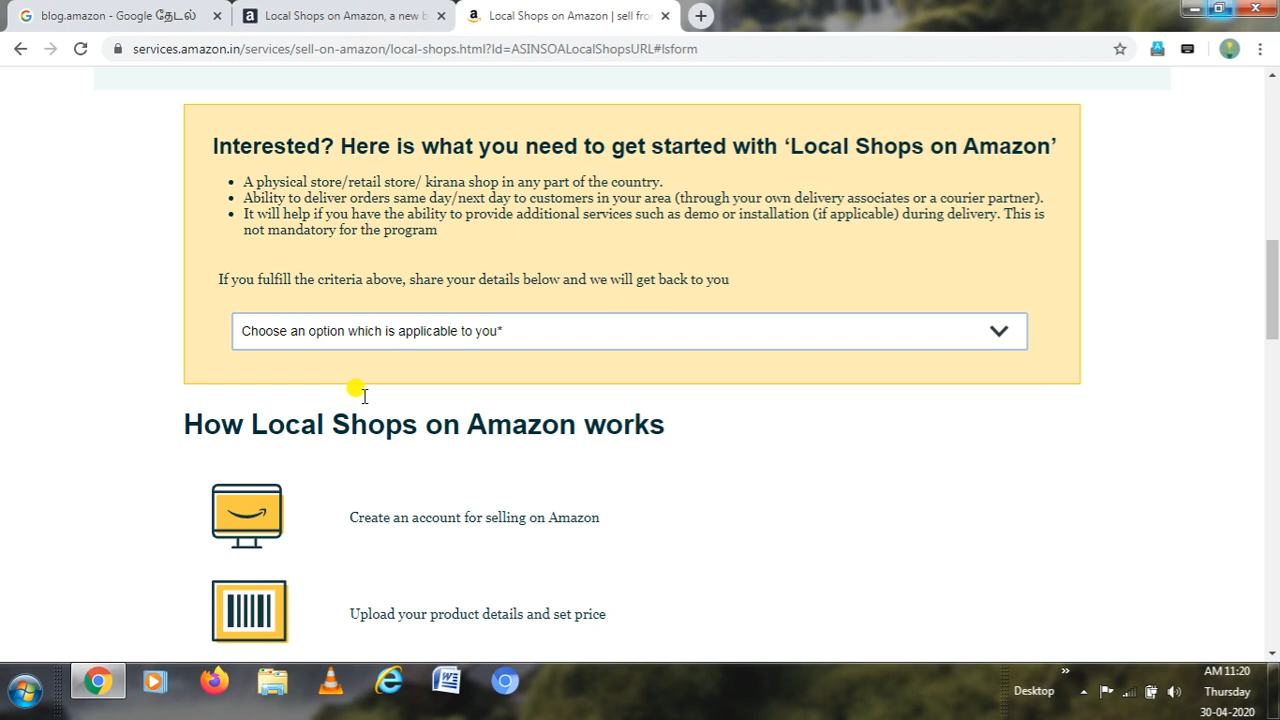 blog.amazon - Google தேடல்
Local Shops on Amazon, a new b
Local Shops on Amazon | sell fro
services.amazon.in/services/sell-on-amazon/local-shops.html?ld=ASINSOALocalShopsURL#lsform
Interested? Here is what you need to get started with ‘Local Shops on Amazon’
• A physical store/retail store/ kirana shop in any part of the country.
• Ability to deliver orders same day/next day to customers in your area (through your own delivery associates or a courier partner).
• It will help if you have the ability to provide additional services such as demo or installation (if applicable) during delivery. This is
not mandatory for the program
If you fulfill the criteria above, share your details below and we will get back to you
Choose an option which is applicable to you*
How Local Shops on Amazon works
Create an account for selling on Amazon
Upload your product details and set price
AM 11:20
Desktop
Thursday
30-04-2020